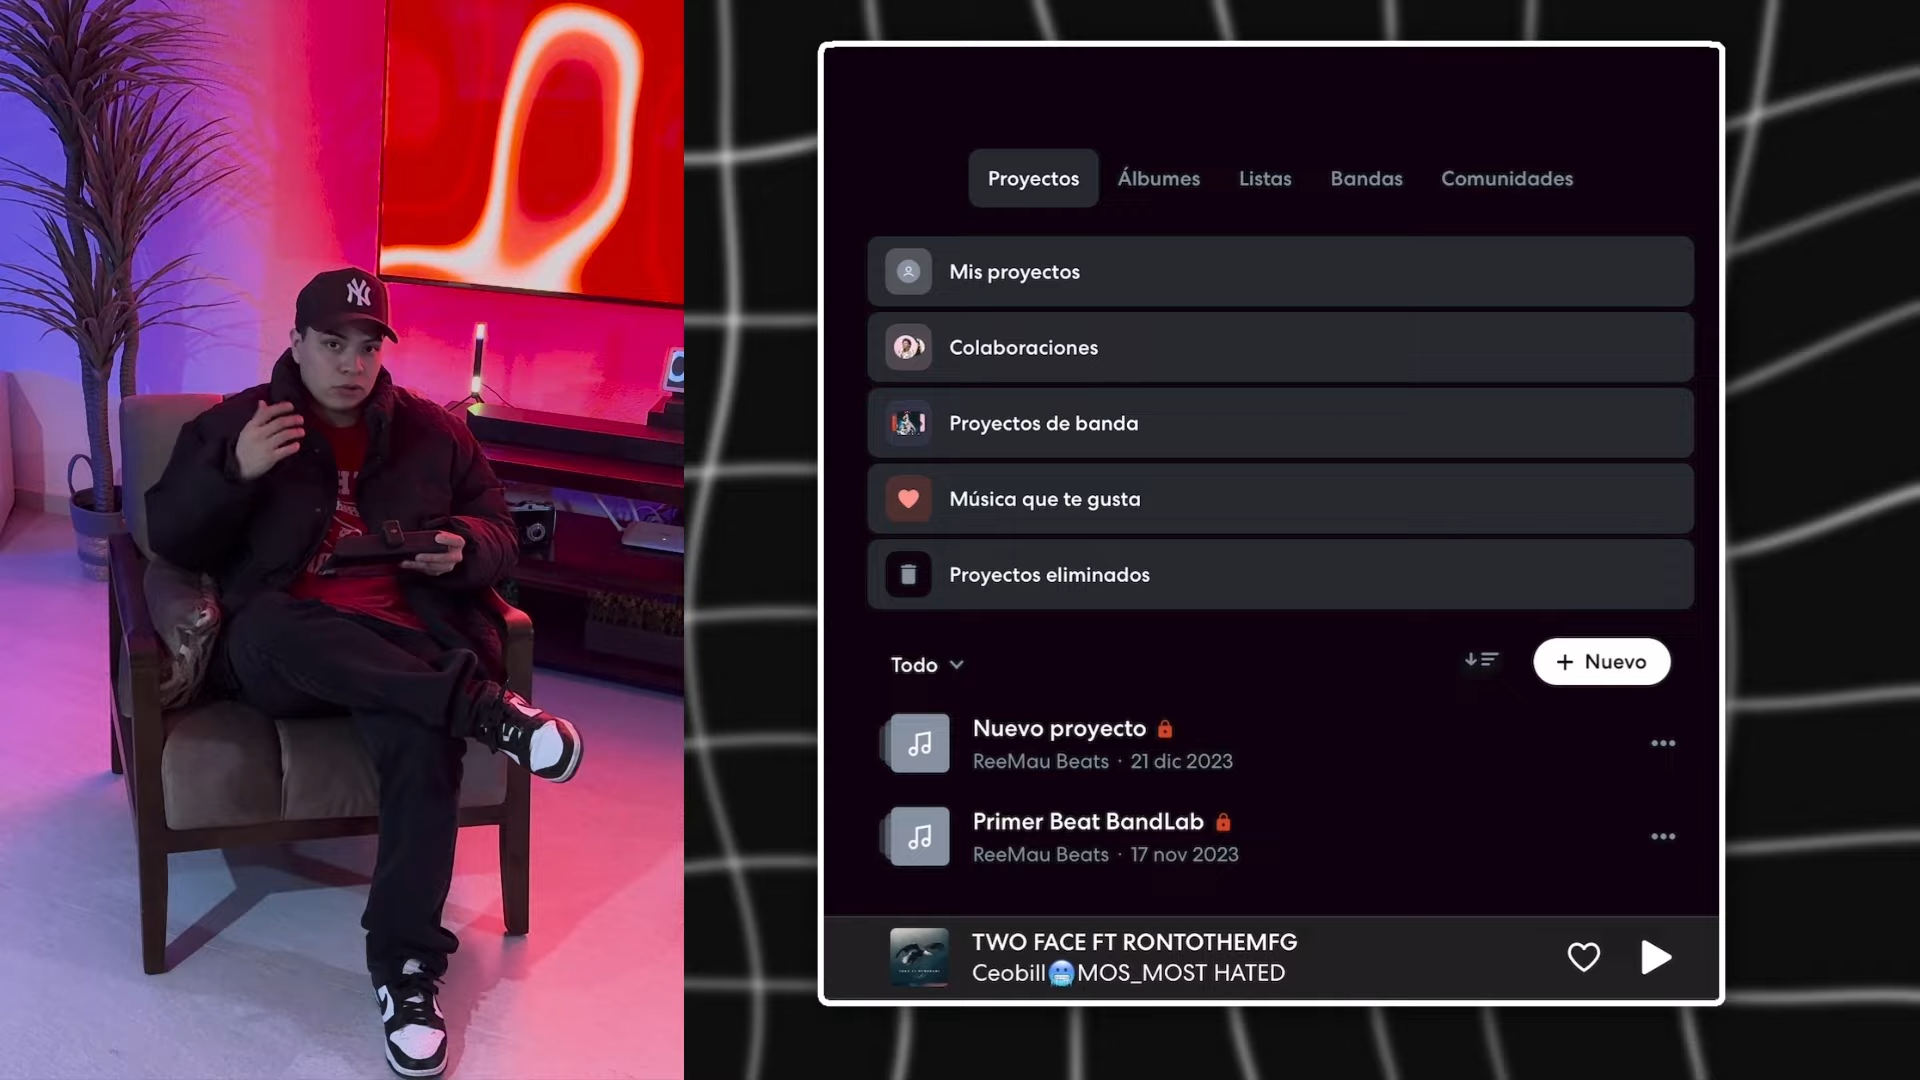 NY
Proyectos
Álbumes
Listas
Bandas
Comunidades
Mis proyectos
Colaboraciones
Proyectos de banda
Música que te gusta
Proyectos eliminados
Todo
+ Nuevo
Nuevo proyecto
ReeMau Beats · 21 dic 2023
Primer Beat BandLab
ReeMau Beats · 17 nov 2023
TWO FACE FT RONTOTHEMFG
Ceobill🥶MOS_MOST HATED